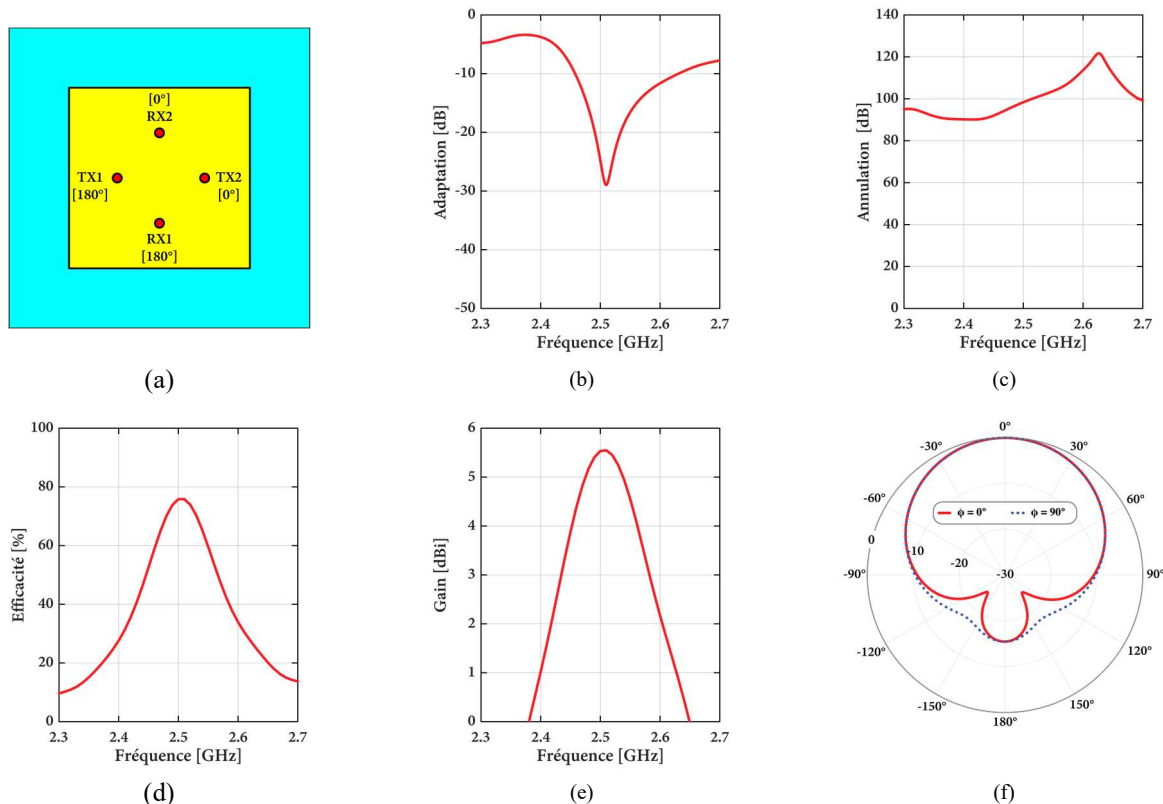 [0°]
RX2
TX1
[180°]
TX2
[0°]
RX1
[180°]
(a)
0
-10
-20
-30
-40
-50
Adaptation [dB]
2.3 2.4 2.5 2.6 2.7
Fréquence [GHz]
(b)
140
120
100
80
60
40
20
0
Annulation [dB]
2.3 2.4 2.5 2.6 2.7
Fréquence [GHz]
(c)
100
80
60
40
20
0
Efficacité [%]
2.3 2.4 2.5 2.6 2.7
Fréquence [GHz]
(d)
6
5
4
3
2
1
0
Gain [dBi]
2.3 2.4 2.5 2.6 2.7
Fréquence [GHz]
(e)
0°
-30° 30°
-60° 60°
ϕ = 0° ϕ = 90°
0 -10 -20 -30
-90° 90°
-120° 120°
-150° 150°
180°
(f)